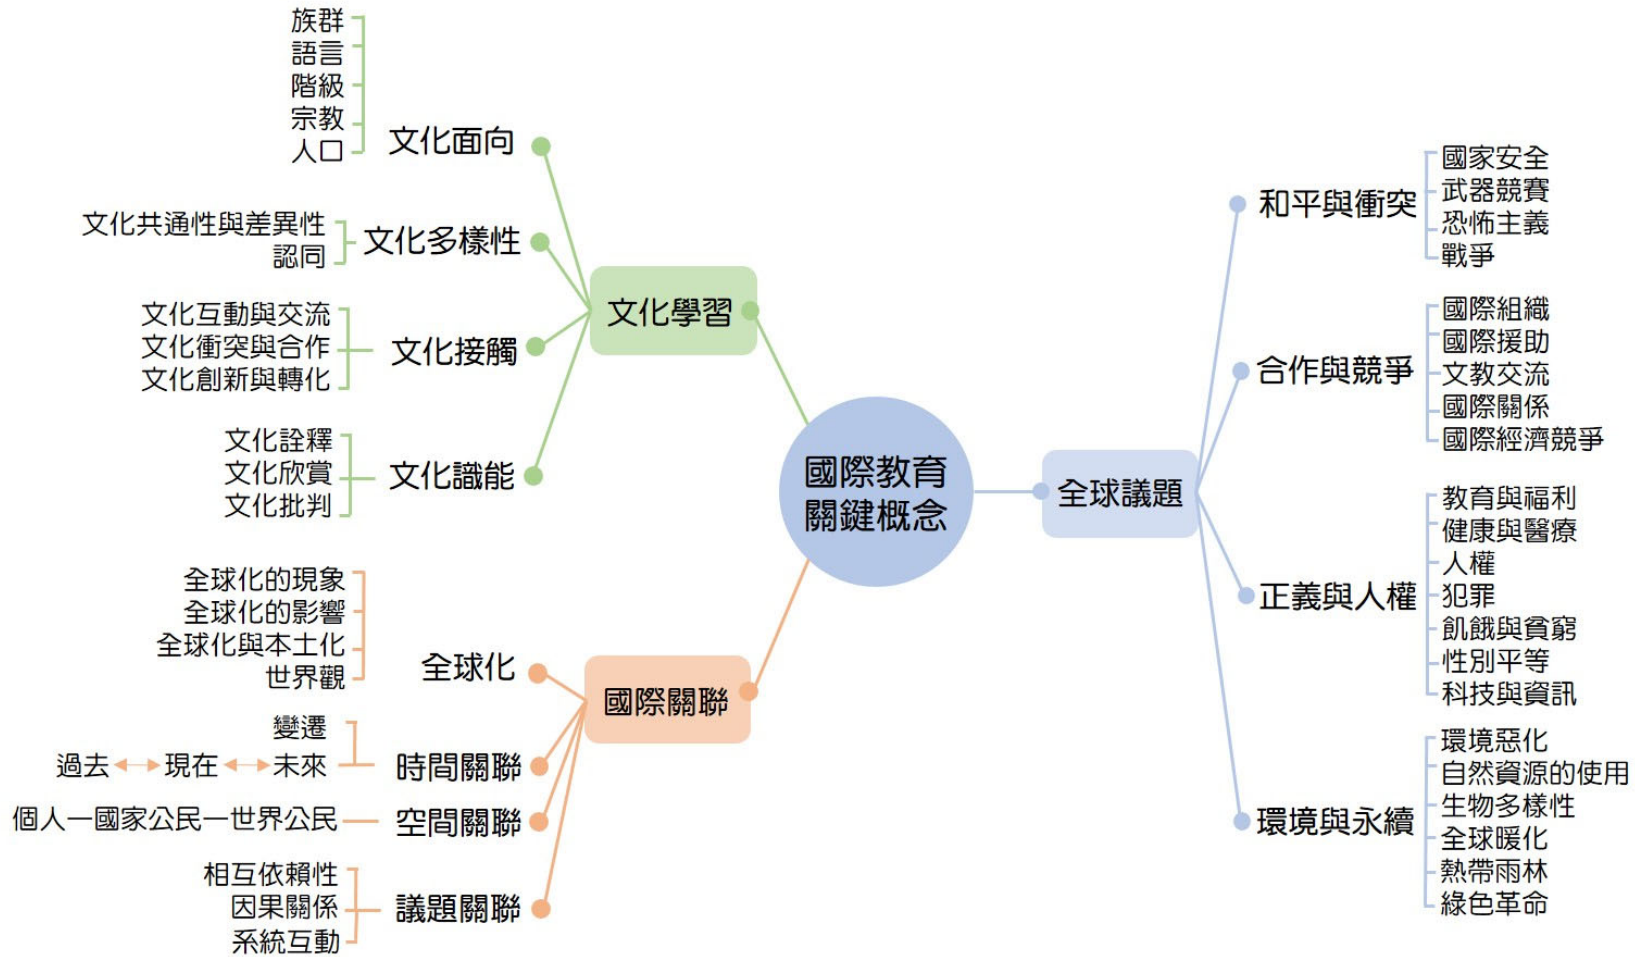 國際教育
關鍵概念
文化學習
文化面向
族群
語言
階級
宗教
人口
文化多樣性
文化共通性與差異性
認同
文化接觸
文化互動與交流
文化衝突與合作
文化創新與轉化
文化識能
文化詮釋
文化欣賞
文化批判
國際關聯
全球化
全球化的現象
全球化的影響
全球化與本土化
世界觀
時間關聯
變遷
過去 現在 未來
空間關聯
個人—國家公民—世界公民
議題關聯
相互依賴性
因果關係
系統互動
全球議題
和平與衝突
國家安全
武器競賽
恐怖主義
戰爭
合作與競爭
國際組織
國際援助
文教交流
國際關係
國際經濟競爭
正義與人權
教育與福利
健康與醫療
人權
犯罪
飢餓與貧窮
性別平等
科技與資訊
環境與永續
環境惡化
自然資源的使用
生物多樣性
全球暖化
熱帶雨林
綠色革命